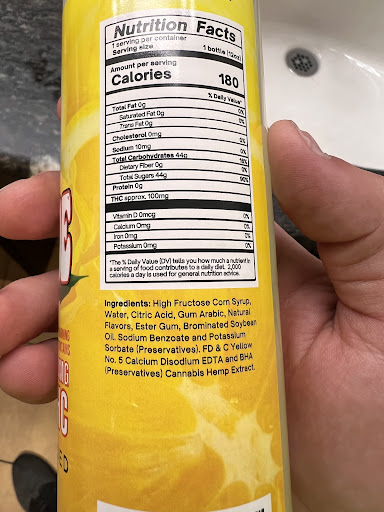 Nutrition Facts
1 serving per container
Serving size 1 bottle (12oz)
Amount per serving
Calories 180
% Daily Value*
Total Fat 0g 0%
Saturated Fat 0g 0%
Trans Fat 0g
Cholesterol 0mg 0%
Sodium 10mg 0%
Total Carbohydrates 44g 16%
Dietary Fiber 0g 0%
Total Sugars 44g 90%
Protein 0g
THC approx. 100mg
Vitamin D 0mcg 0%
Calcium 0mg 0%
Iron 0mg 0%
Potassium 0mg 0%
*The % Daily Value (DV) tells you how much a nutrient in
a serving of food contributes to a daily diet. 2,000
calories a day is used for general nutrition advice.
Ingredients: High Fructose Corn Syrup,
Water, Citric Acid, Gum Arabic, Natural
Flavors, Ester Gum, Brominated Soybean
Oil, Sodium Benzoate and Potassium
Sorbate (Preservatives). FD & C Yellow
No. 5 Calcium Disodium EDTA and BHA
(Preservatives) Cannabis Hemp Extract.
C
G
C
ED